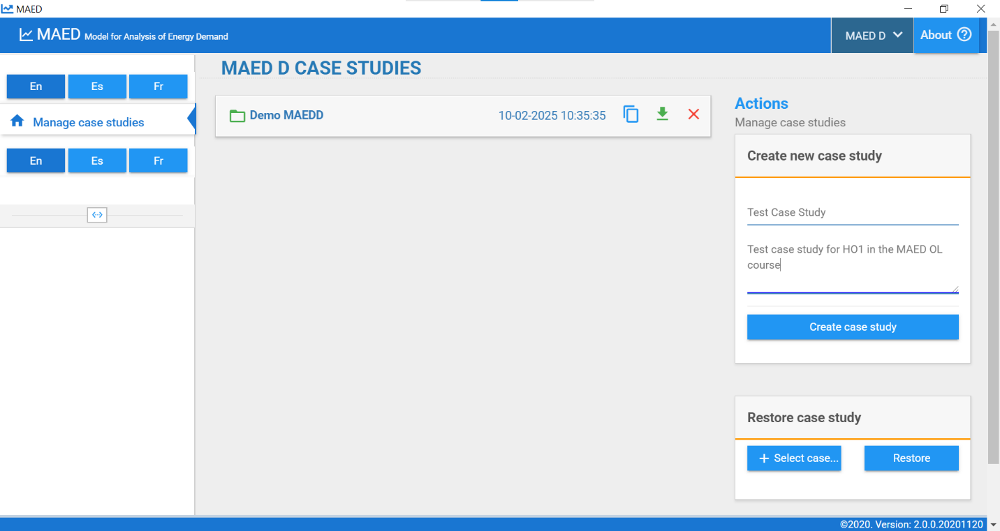 MAED
MAED Model for Analysis of Energy Demand
MAED D
About
En Es Fr
Manage case studies
En Es Fr
MAED D CASE STUDIES
Demo MAEDD 10-02-2025 10:35:35
Actions
Manage case studies
Create new case study
Test Case Study
Test case study for HO1 in the MAED OL
course
Create case study
Restore case study
+ Select case... Restore
©2020. Version: 2.0.0.20201120